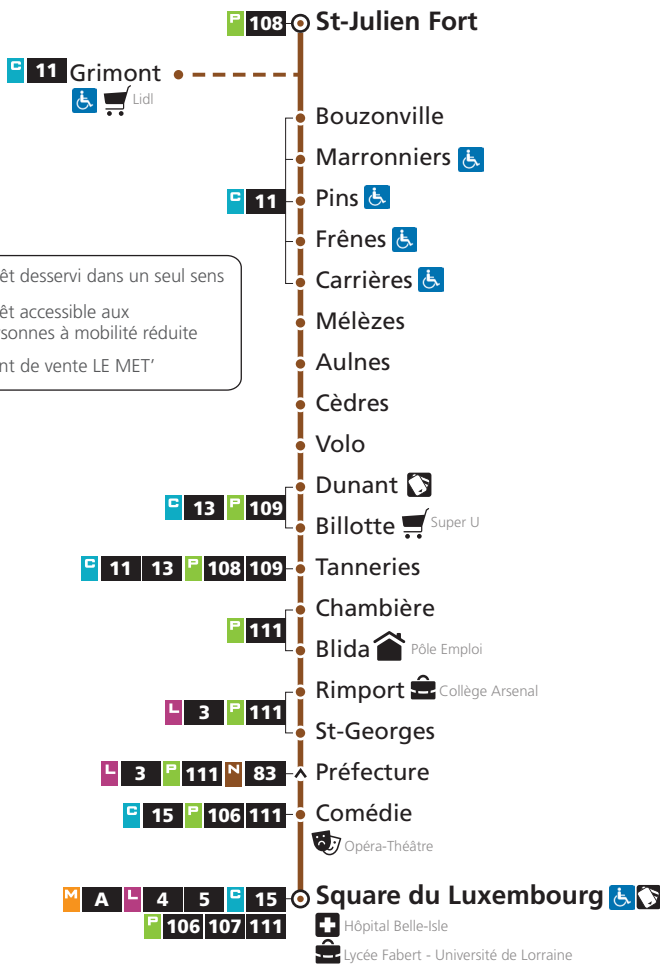 P 108 St-Julien Fort
C 11 Grimont
Lidl
Bouzonville
Marronniers
C 11 Pins
Frênes
Carrières
êt desservi dans un seul sens
êt accessible aux
rsonnes à mobilité réduite
nt de vente LE MET’
Mélèzes
Aulnes
Cèdres
Volo
Dunant
C 13 P 109
Billotte Super U
C 11 13 P 108 109 Tanneries
Chambière
P 111
Blida Pôle Emploi
Rimport Collège Arsenal
L 3 P 111
St-Georges
L 3 P 111 N 83 Préfecture
C 15 P 106 111 Comédie
Opéra-Théâtre
M A L 4 5 C 15 Square du Luxembourg
P 106 107 111
Hôpital Belle-Isle
Lycée Fabert - Université de Lorraine